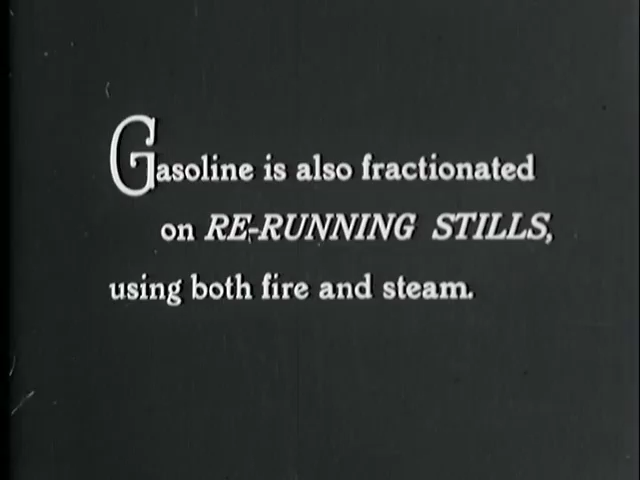 Gasoline is also fractionated
on RE-RUNNING STILLS,
using both fire and steam.